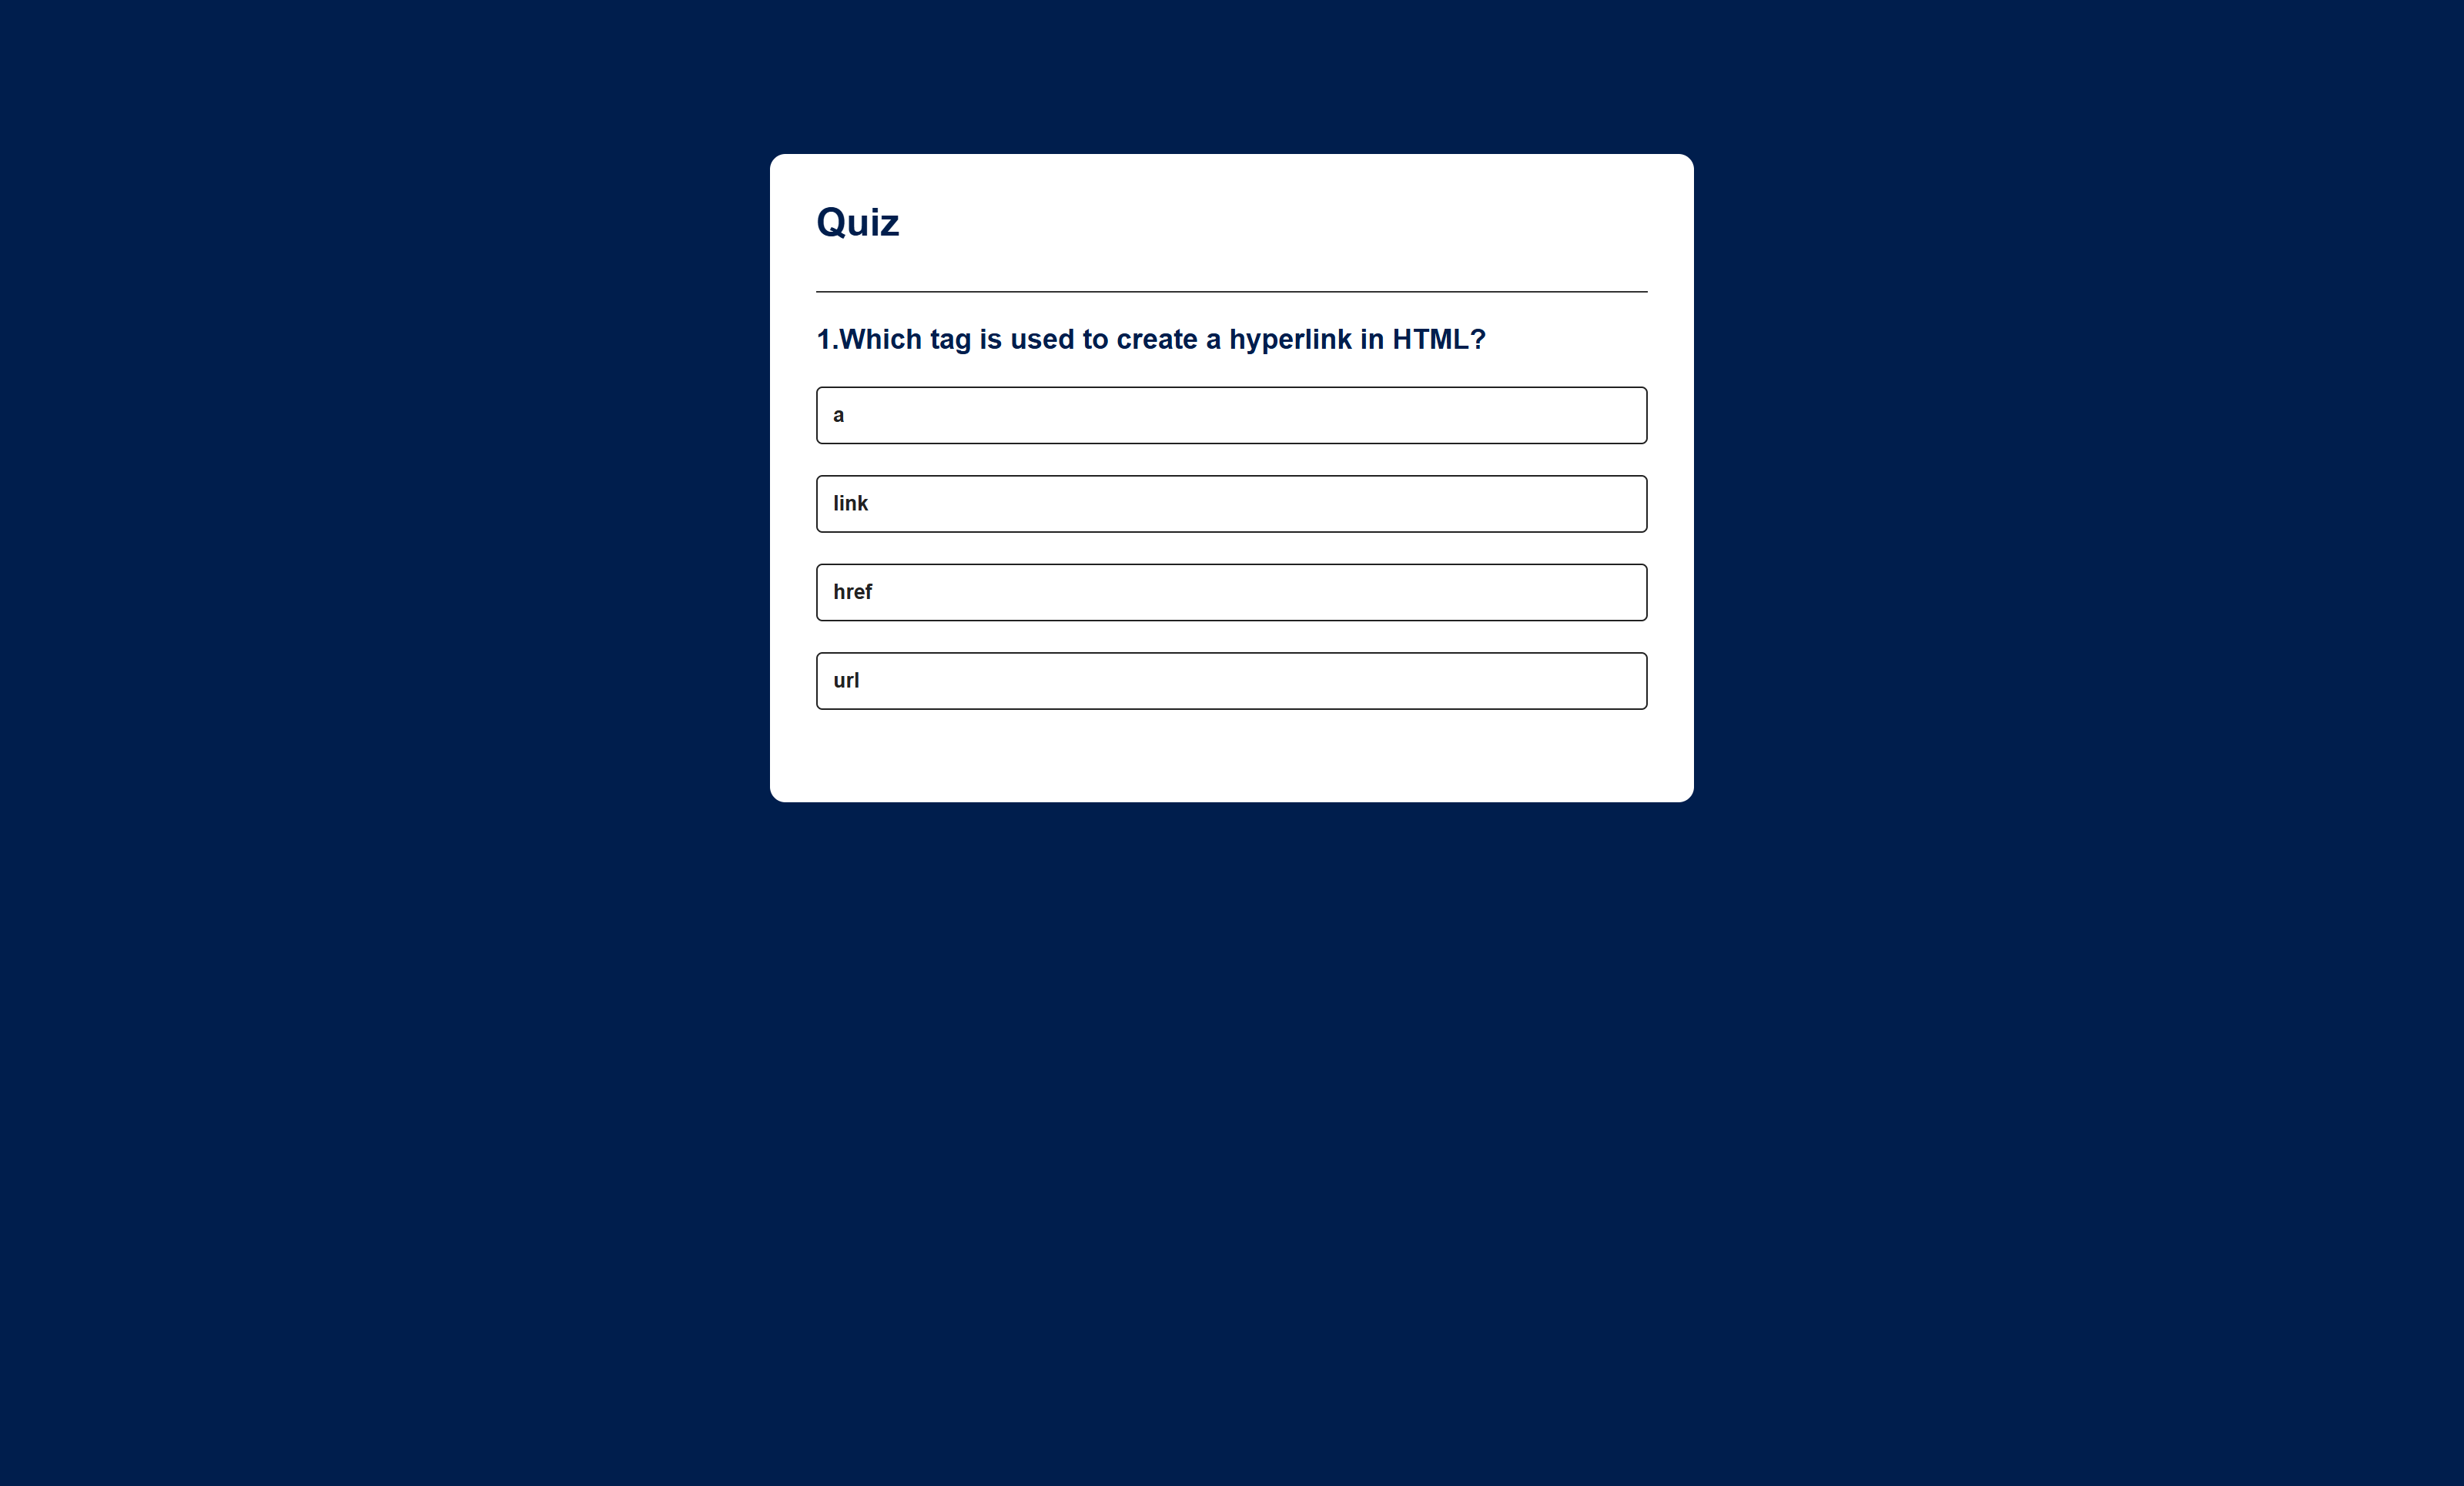 Quiz
1.Which tag is used to create a hyperlink in HTML?
a
link
href
url